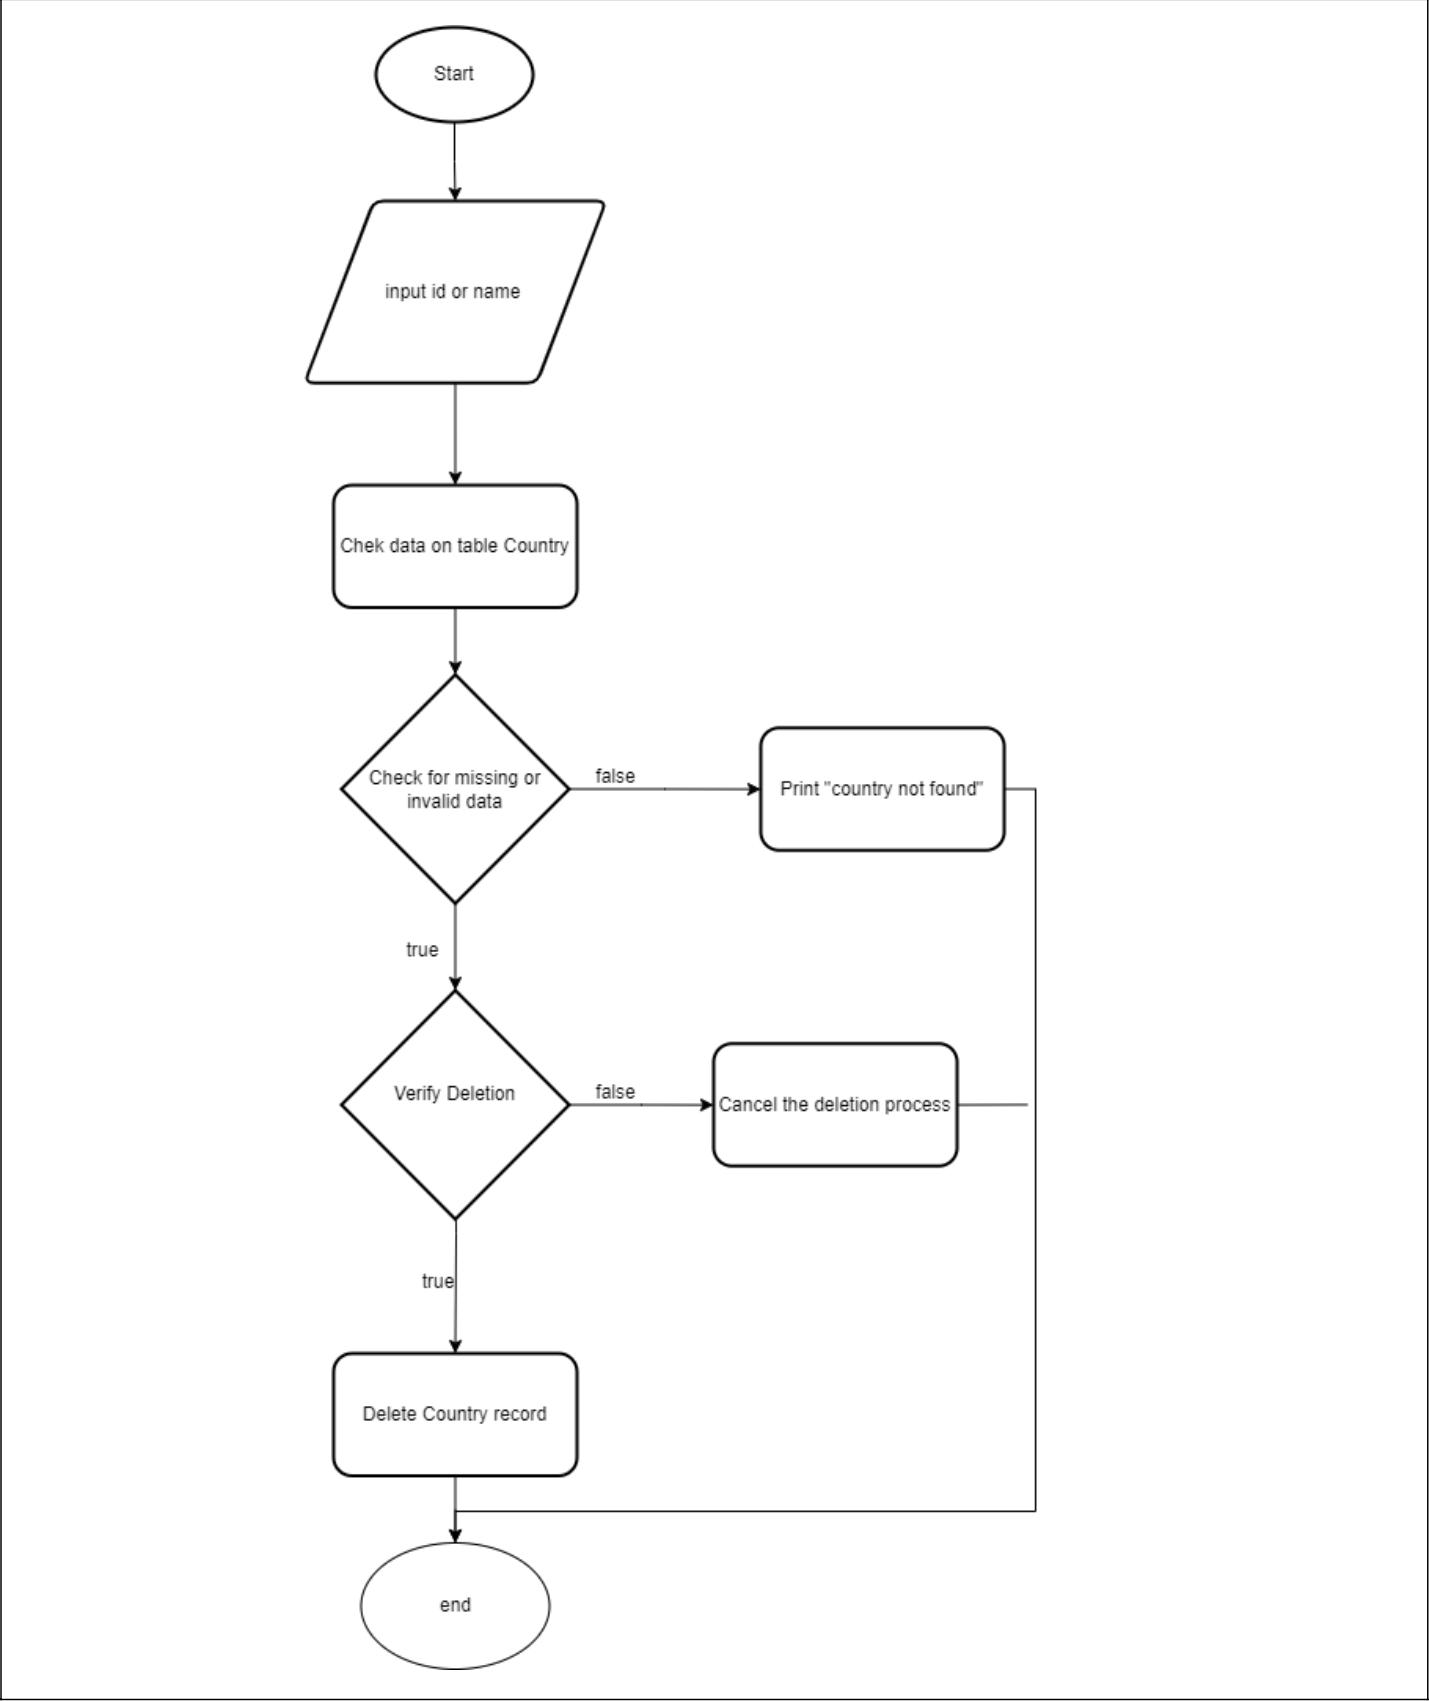 Start
input id or name
Chek data on table Country
Check for missing or
invalid data
false
Print "country not found"
true
Verify Deletion
false
Cancel the deletion process
true
Delete Country record
end